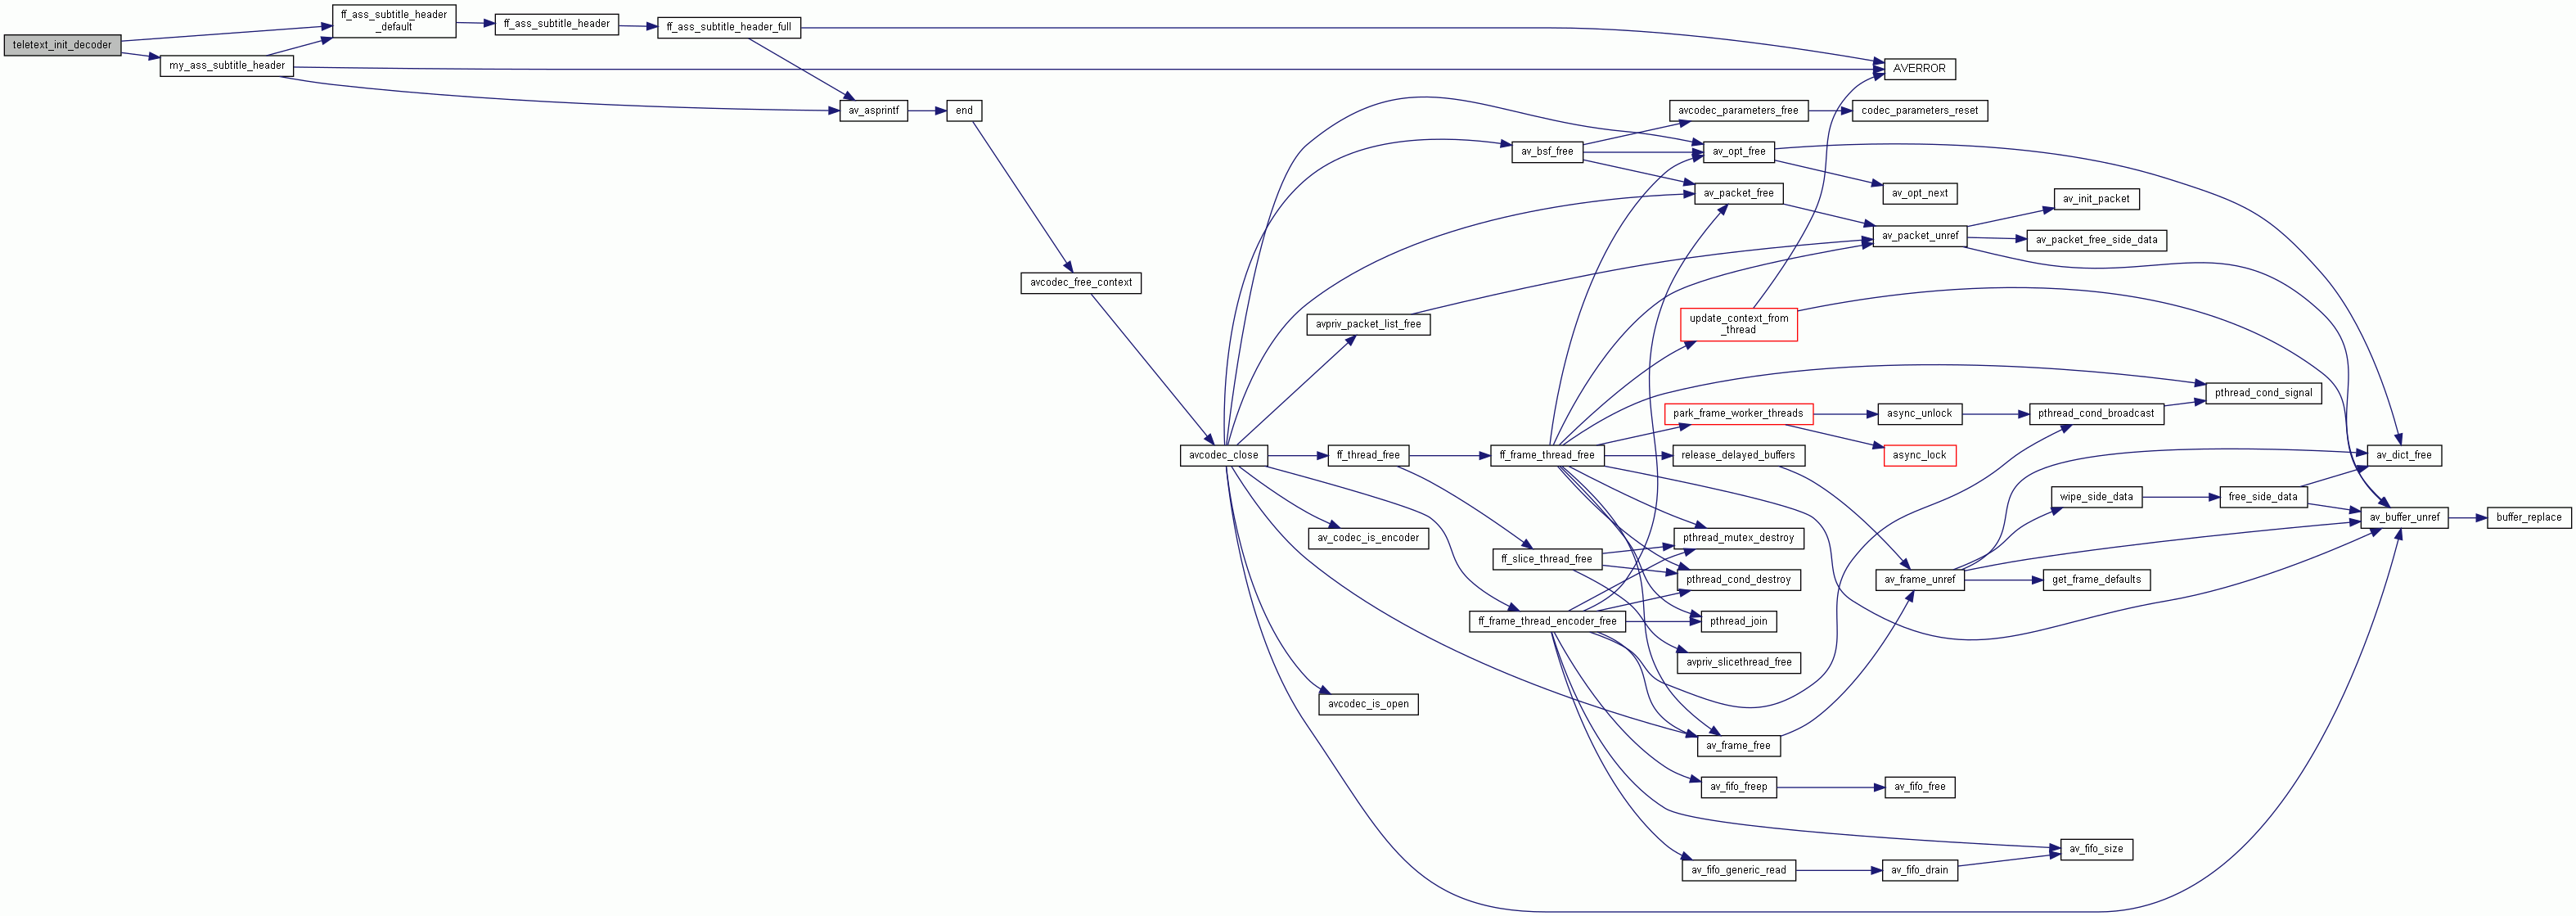 teletext_init_decoder
ff_ass_subtitle_header
_default
my_ass_subtitle_header
ff_ass_subtitle_header
ff_ass_subtitle_header_full
AVERROR
av_asprintf
end
avcodec_free_context
avcodec_close
av_bsf_free
avcodec_parameters_free
codec_parameters_reset
av_opt_free
av_opt_next
av_packet_free
av_packet_unref
av_init_packet
av_packet_free_side_data
avpriv_packet_list_free
update_context_from
_thread
ff_thread_free
ff_frame_thread_free
park_frame_worker_threads
async_unlock
pthread_cond_broadcast
pthread_cond_signal
async_lock
release_delayed_buffers
av_dict_free
wipe_side_data
free_side_data
av_buffer_unref
buffer_replace
av_codec_is_encoder
pthread_mutex_destroy
ff_slice_thread_free
pthread_cond_destroy
av_frame_unref
get_frame_defaults
ff_frame_thread_encoder_free
pthread_join
avpriv_slicethread_free
avcodec_is_open
av_frame_free
av_fifo_freep
av_fifo_free
av_fifo_size
av_fifo_generic_read
av_fifo_drain